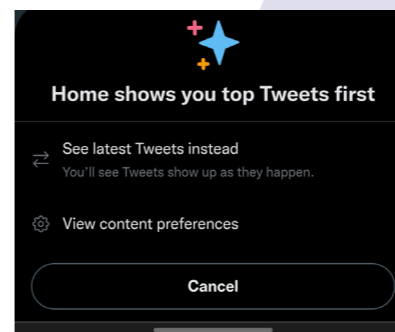 Home shows you top Tweets first
See latest Tweets instead
You'll see Tweets show up as they happen.
View content preferences
Cancel